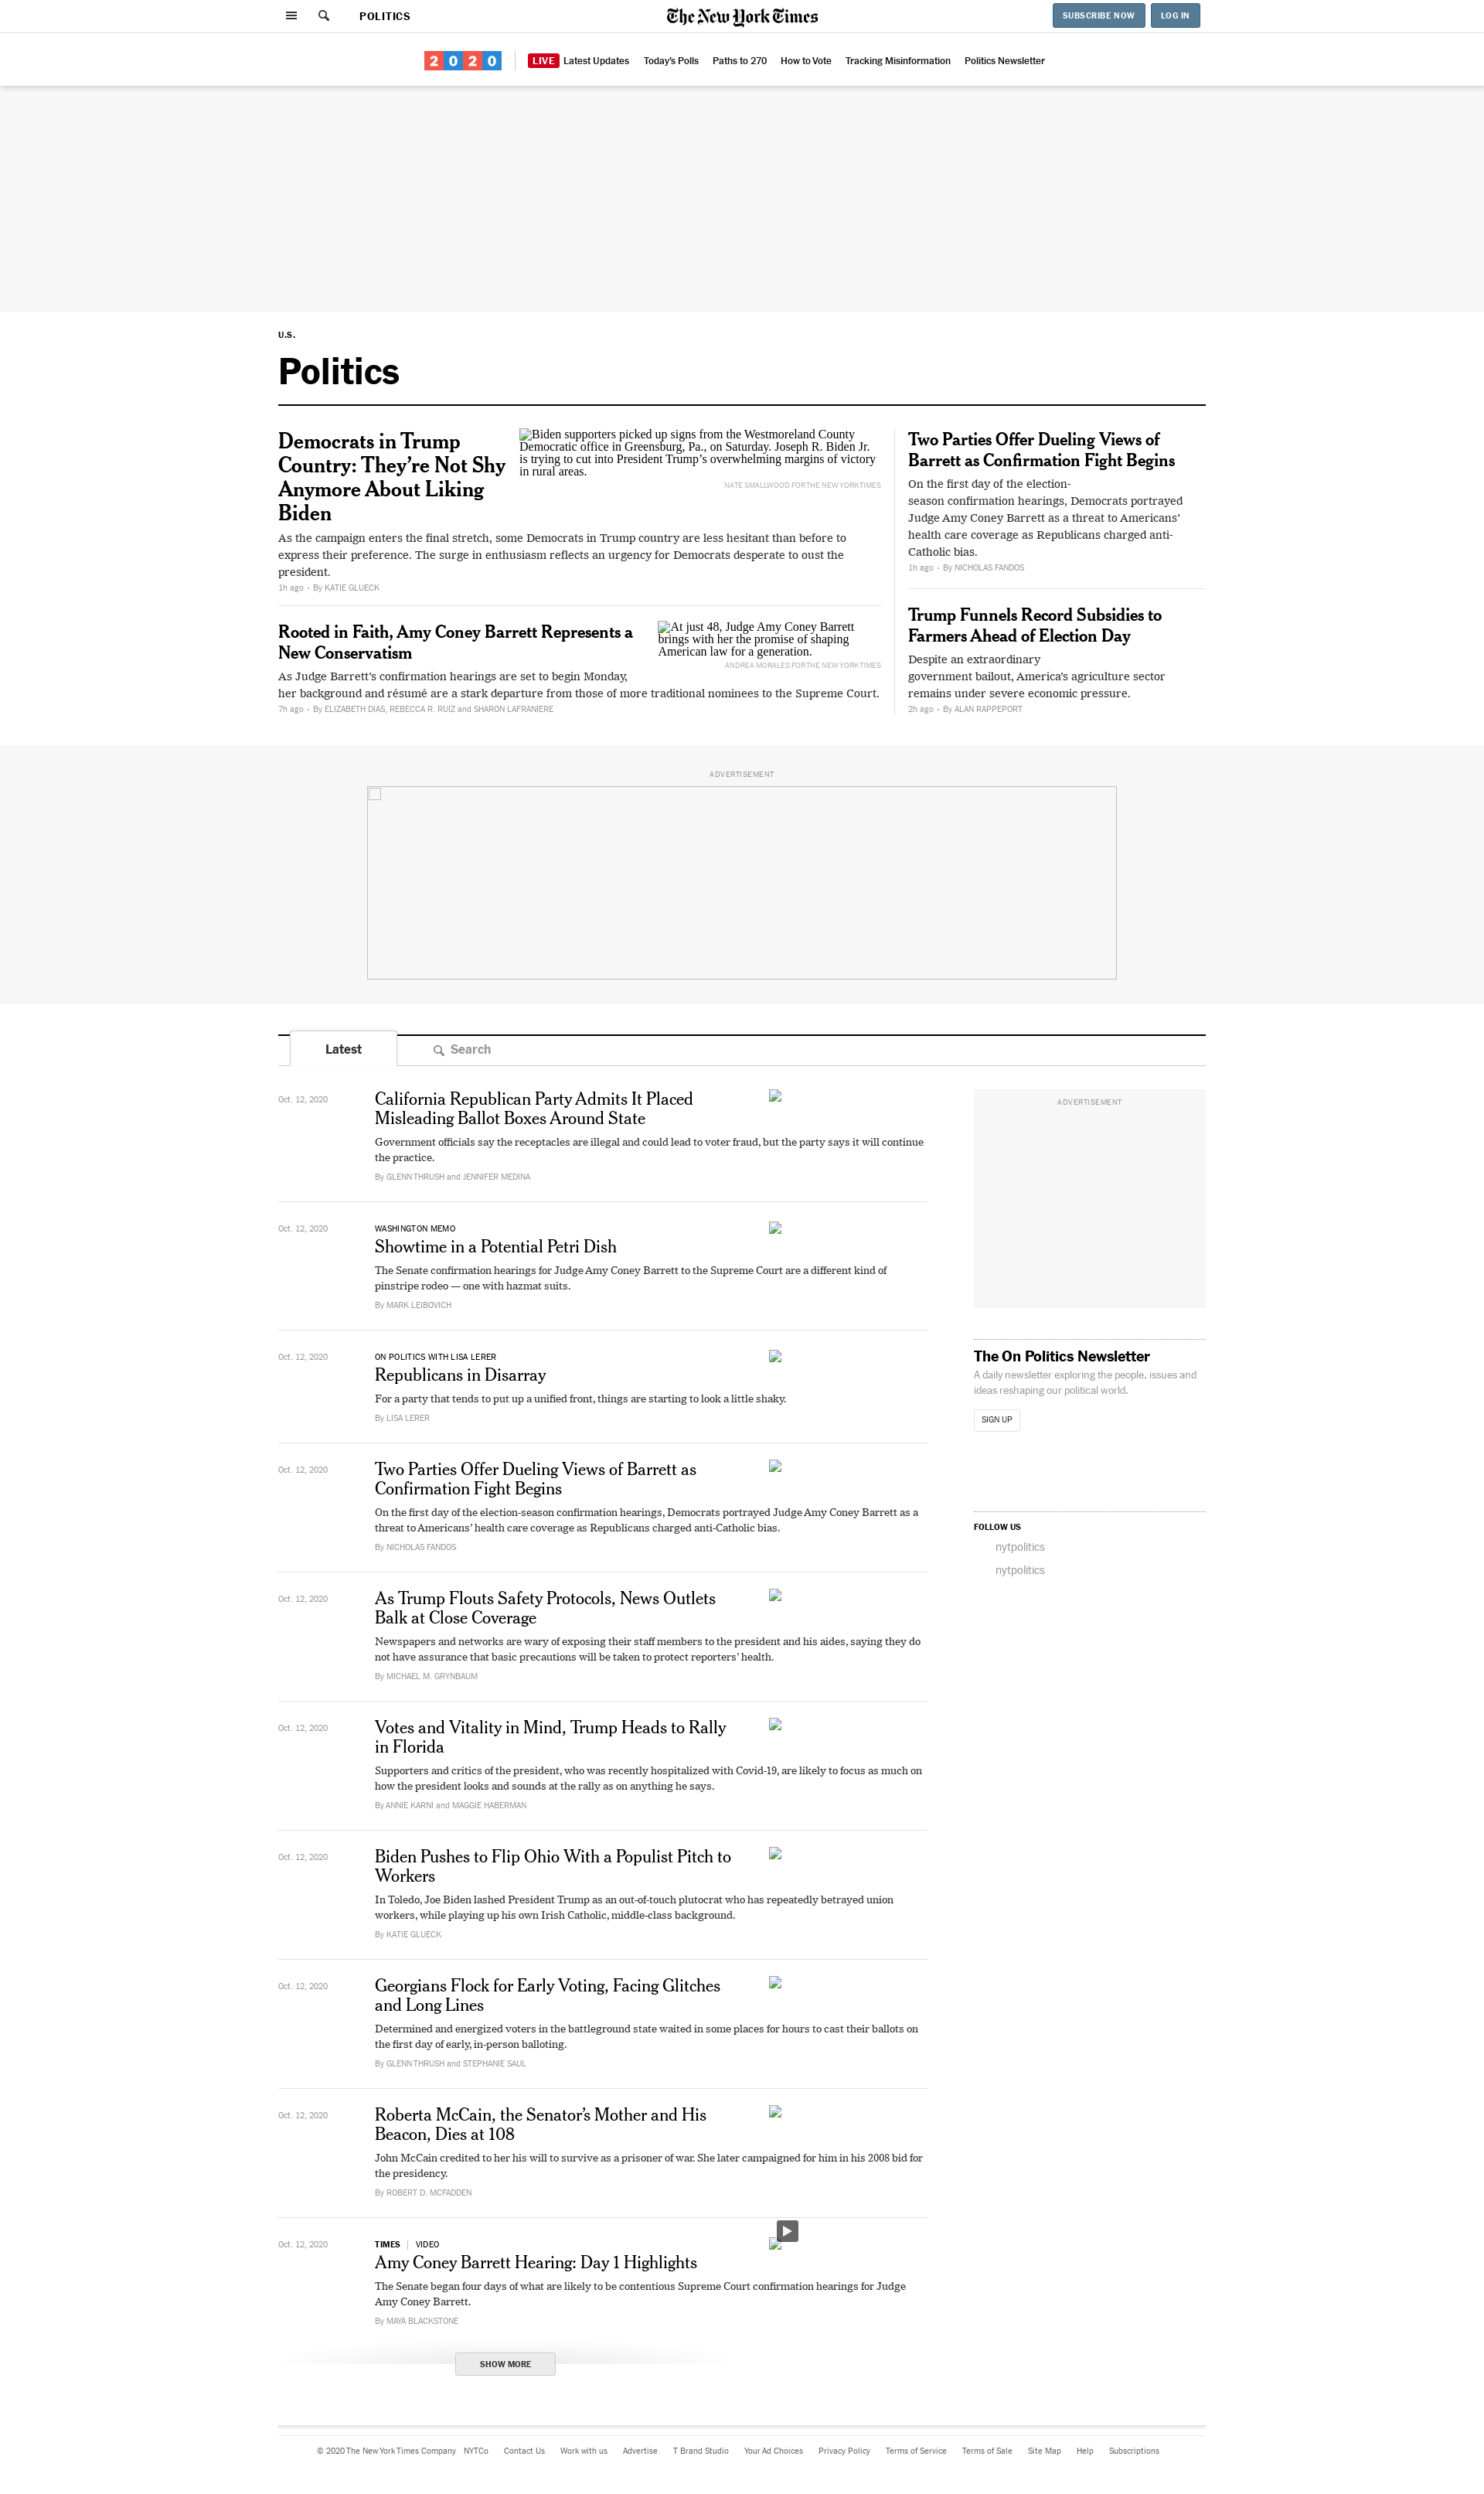 POLITICS
The New York Times
SUBSCRIBE NOW
LOG IN
2020
LIVE Latest Updates
Today's Polls
Paths to 270
How to Vote
Tracking Misinformation
Politics Newsletter
U.S.
Politics
Democrats in Trump
Country: They're Not Shy
Anymore About Liking
Biden
Biden supporters picked up signs from the Westmoreland County
Democratic office in Greensburg, Pa., on Saturday. Joseph R. Biden Jr.
is trying to cut into President Trump's overwhelming margins of victory
in rural areas.
NATE SMALLWOOD FOR THE NEW YORK TIMES
As the campaign enters the final stretch, some Democrats in Trump country are less hesitant than before to
express their preference. The surge in enthusiasm reflects an urgency for Democrats desperate to oust the
president.
1h ago · By KATIE GLUECK
Rooted in Faith, Amy Coney Barrett Represents a
New Conservatism
At just 48, Judge Amy Coney Barrett
brings with her the promise of shaping
American law for a generation.
ANDREA MORALES FOR THE NEW YORK TIMES
As Judge Barrett's confirmation hearings are set to begin Monday,
her background and résumé are a stark departure from those of more traditional nominees to the Supreme Court.
7h ago · By ELIZABETH DIAS, REBECCA R. RUIZ and SHARON LAFRANIERE
Two Parties Offer Dueling Views of
Barrett as Confirmation Fight Begins
On the first day of the election-
season confirmation hearings, Democrats portrayed
Judge Amy Coney Barrett as a threat to Americans'
health care coverage as Republicans charged anti-
Catholic bias.
1h ago · By NICHOLAS FANDOS
Trump Funnels Record Subsidies to
Farmers Ahead of Election Day
Despite an extraordinary
government bailout, America's agriculture sector
remains under severe economic pressure.
2h ago · By ALAN RAPPEPORT
ADVERTISEMENT
Latest
Search
Oct. 12, 2020
California Republican Party Admits It Placed
Misleading Ballot Boxes Around State
Government officials say the receptacles are illegal and could lead to voter fraud, but the party says it will continue
the practice.
By GLENN THRUSH and JENNIFER MEDINA
Oct. 12, 2020
WASHINGTON MEMO
Showtime in a Potential Petri Dish
The Senate confirmation hearings for Judge Amy Coney Barrett to the Supreme Court are a different kind of
pinstripe rodeo — one with hazmat suits.
By MARK LEIBOVICH
Oct. 12, 2020
ON POLITICS WITH LISA LERER
Republicans in Disarray
For a party that tends to put up a unified front, things are starting to look a little shaky.
By LISA LERER
Oct. 12, 2020
Two Parties Offer Dueling Views of Barrett as
Confirmation Fight Begins
On the first day of the election-season confirmation hearings, Democrats portrayed Judge Amy Coney Barrett as a
threat to Americans' health care coverage as Republicans charged anti-Catholic bias.
By NICHOLAS FANDOS
Oct. 12, 2020
As Trump Flouts Safety Protocols, News Outlets
Balk at Close Coverage
Newspapers and networks are wary of exposing their staff members to the president and his aides, saying they do
not have assurance that basic precautions will be taken to protect reporters' health.
By MICHAEL M. GRYNBAUM
Oct. 12, 2020
Votes and Vitality in Mind, Trump Heads to Rally
in Florida
Supporters and critics of the president, who was recently hospitalized with Covid-19, are likely to focus as much on
how the president looks and sounds at the rally as on anything he says.
By ANNIE KARNI and MAGGIE HABERMAN
Oct. 12, 2020
Biden Pushes to Flip Ohio With a Populist Pitch to
Workers
In Toledo, Joe Biden lashed President Trump as an out-of-touch plutocrat who has repeatedly betrayed union
workers, while playing up his own Irish Catholic, middle-class background.
By KATIE GLUECK
Oct. 12, 2020
Georgians Flock for Early Voting, Facing Glitches
and Long Lines
Determined and energized voters in the battleground state waited in some places for hours to cast their ballots on
the first day of early, in-person balloting.
By GLENN THRUSH and STEPHANIE SAUL
Oct. 12, 2020
Roberta McCain, the Senator's Mother and His
Beacon, Dies at 108
John McCain credited to her his will to survive as a prisoner of war. She later campaigned for him in his 2008 bid for
the presidency.
By ROBERT D. MCFADDEN
Oct. 12, 2020
TIMES | VIDEO
Amy Coney Barrett Hearing: Day 1 Highlights
The Senate began four days of what are likely to be contentious Supreme Court confirmation hearings for Judge
Amy Coney Barrett.
By MAYA BLACKSTONE
SHOW MORE
ADVERTISEMENT
The On Politics Newsletter
A daily newsletter exploring the people, issues and
ideas reshaping our political world.
SIGN UP
FOLLOW US
nytpolitics
nytpolitics
© 2020 The New York Times Company
NYTCo
Contact Us
Work with us
Advertise
T Brand Studio
Your Ad Choices
Privacy Policy
Terms of Service
Terms of Sale
Site Map
Help
Subscriptions